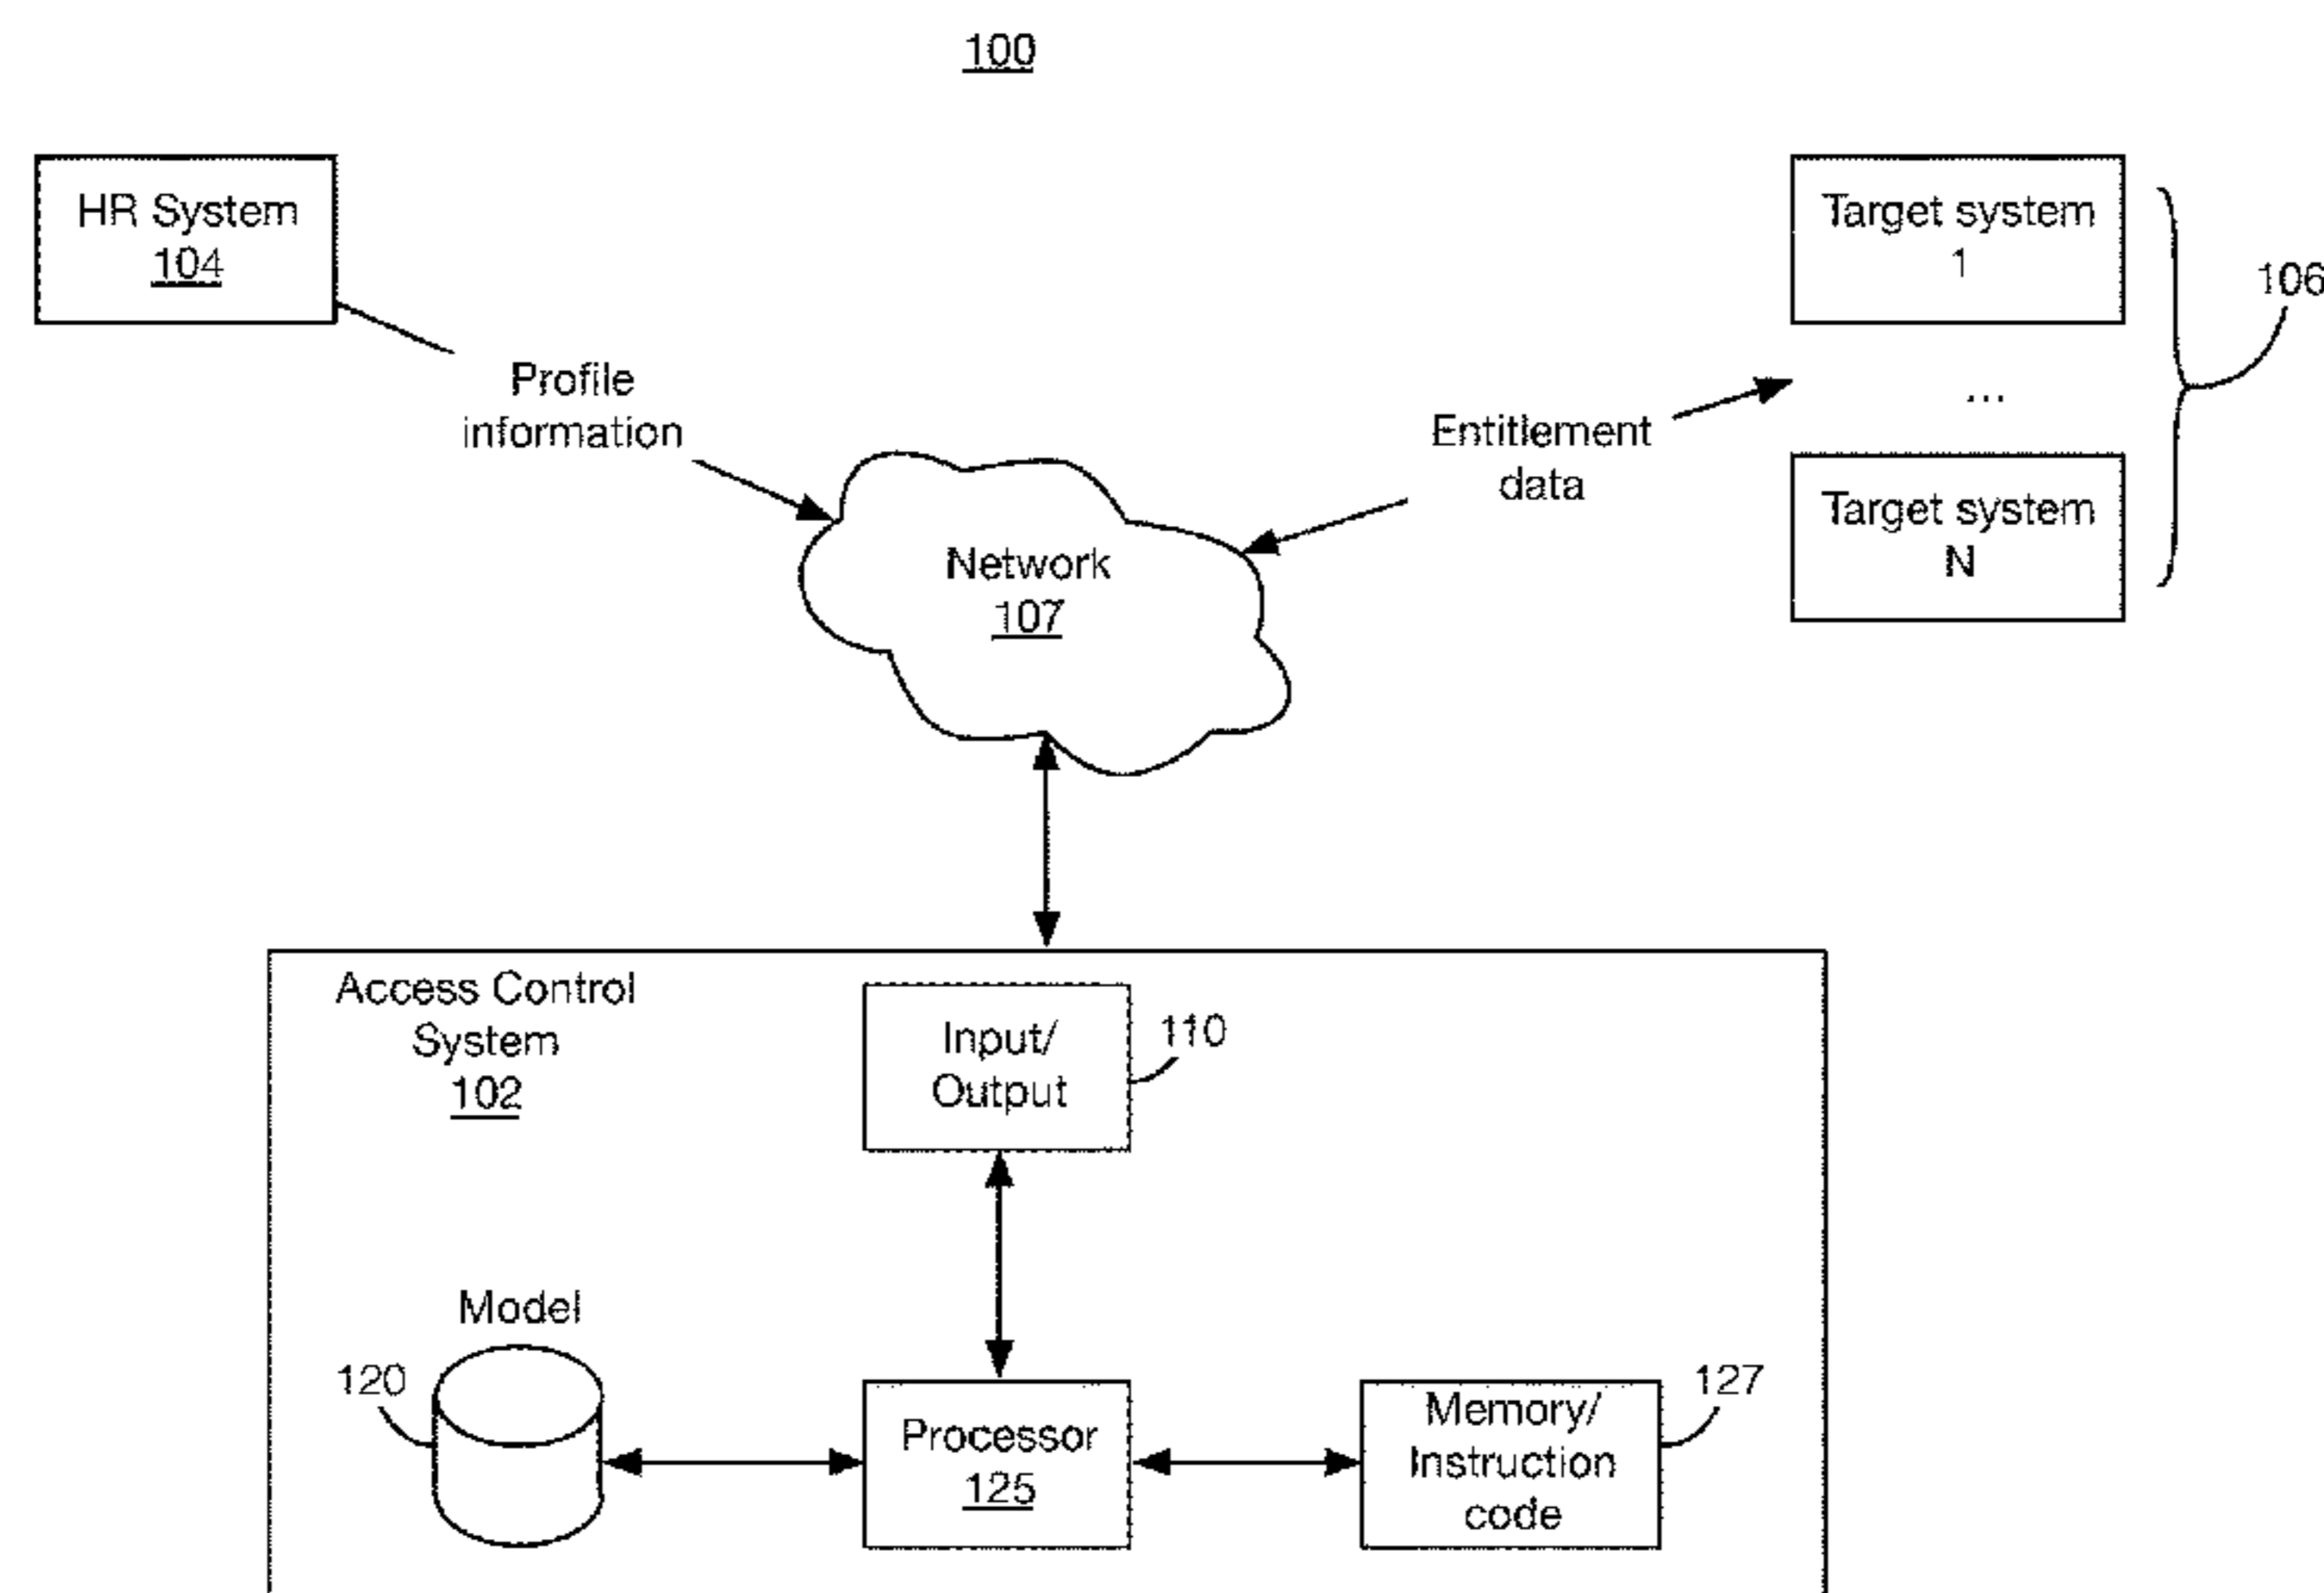 100
HR System
104
Target system
1
106
...
Target system
N
Profile
information
Entitlement
data
Network
107
Access Control
System
102
Input/
Output
110
Model
120
Processor
125
Memory/
Instruction
code
127